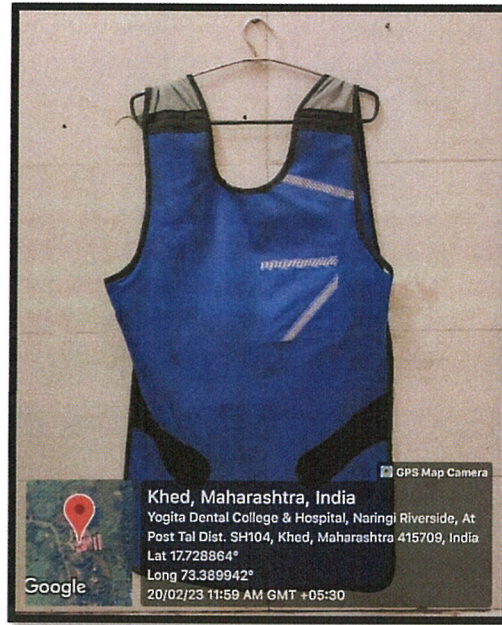 GPS Map Camera
Khed, Maharashtra, India
Yogita Dental College & Hospital, Naringi Riverside, At
Post Tal Dist. SH104, Khed, Maharashtra 415709, India
Lat 17.728864°
Long 73.389942°
20/02/23 11:59 AM GMT +05:30
Google